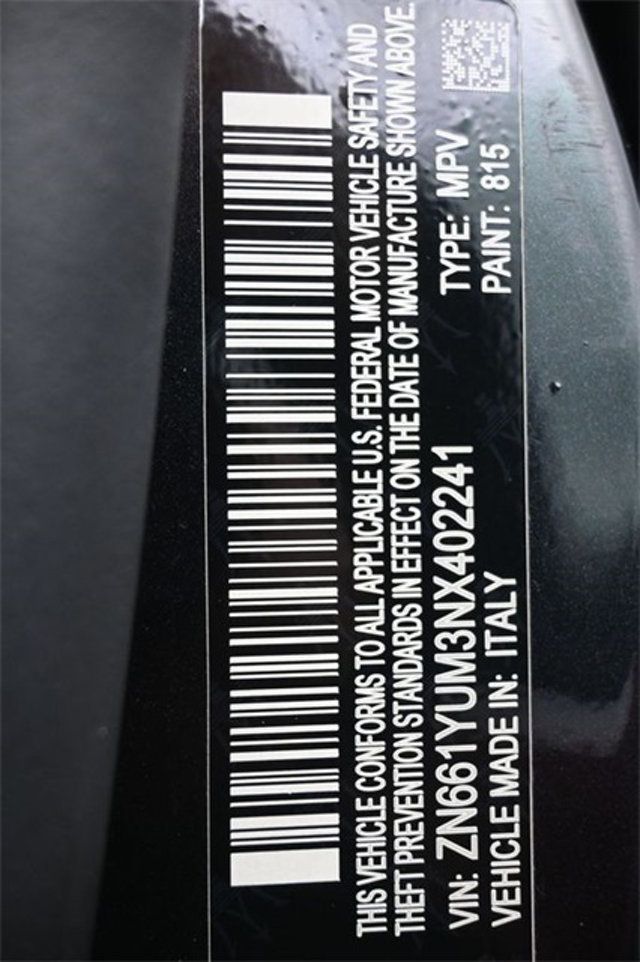 THIS VEHICLE CONFORMS TO ALL APPLICABLE U.S. FEDERAL MOTOR VEHICLE SAFETY AND
THEFT PREVENTION STANDARDS IN EFFECT ON THE DATE OF MANUFACTURE SHOWN ABOVE.
VIN: ZN661YUM3NX402241 TYPE: MPV
VEHICLE MADE IN: ITALY PAINT: 815